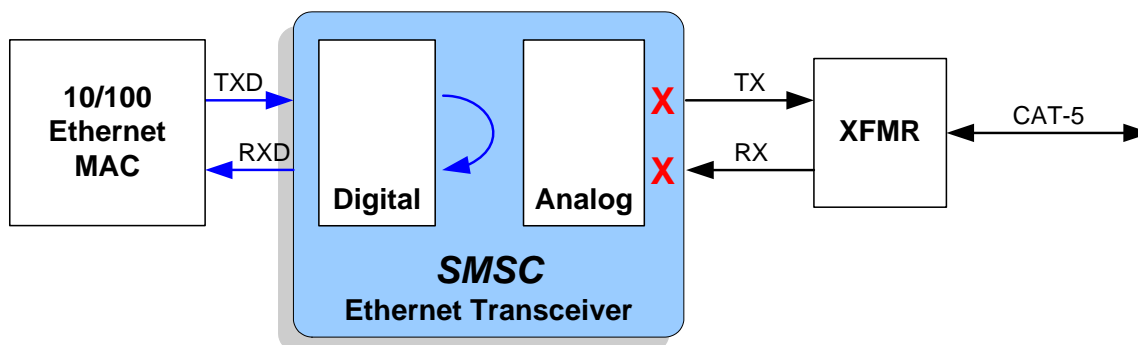 10/100
Ethernet
MAC
TXD
RXD
Digital
Analog
X
X
SMSC
Ethernet Transceiver
TX
RX
XFMR
CAT-5